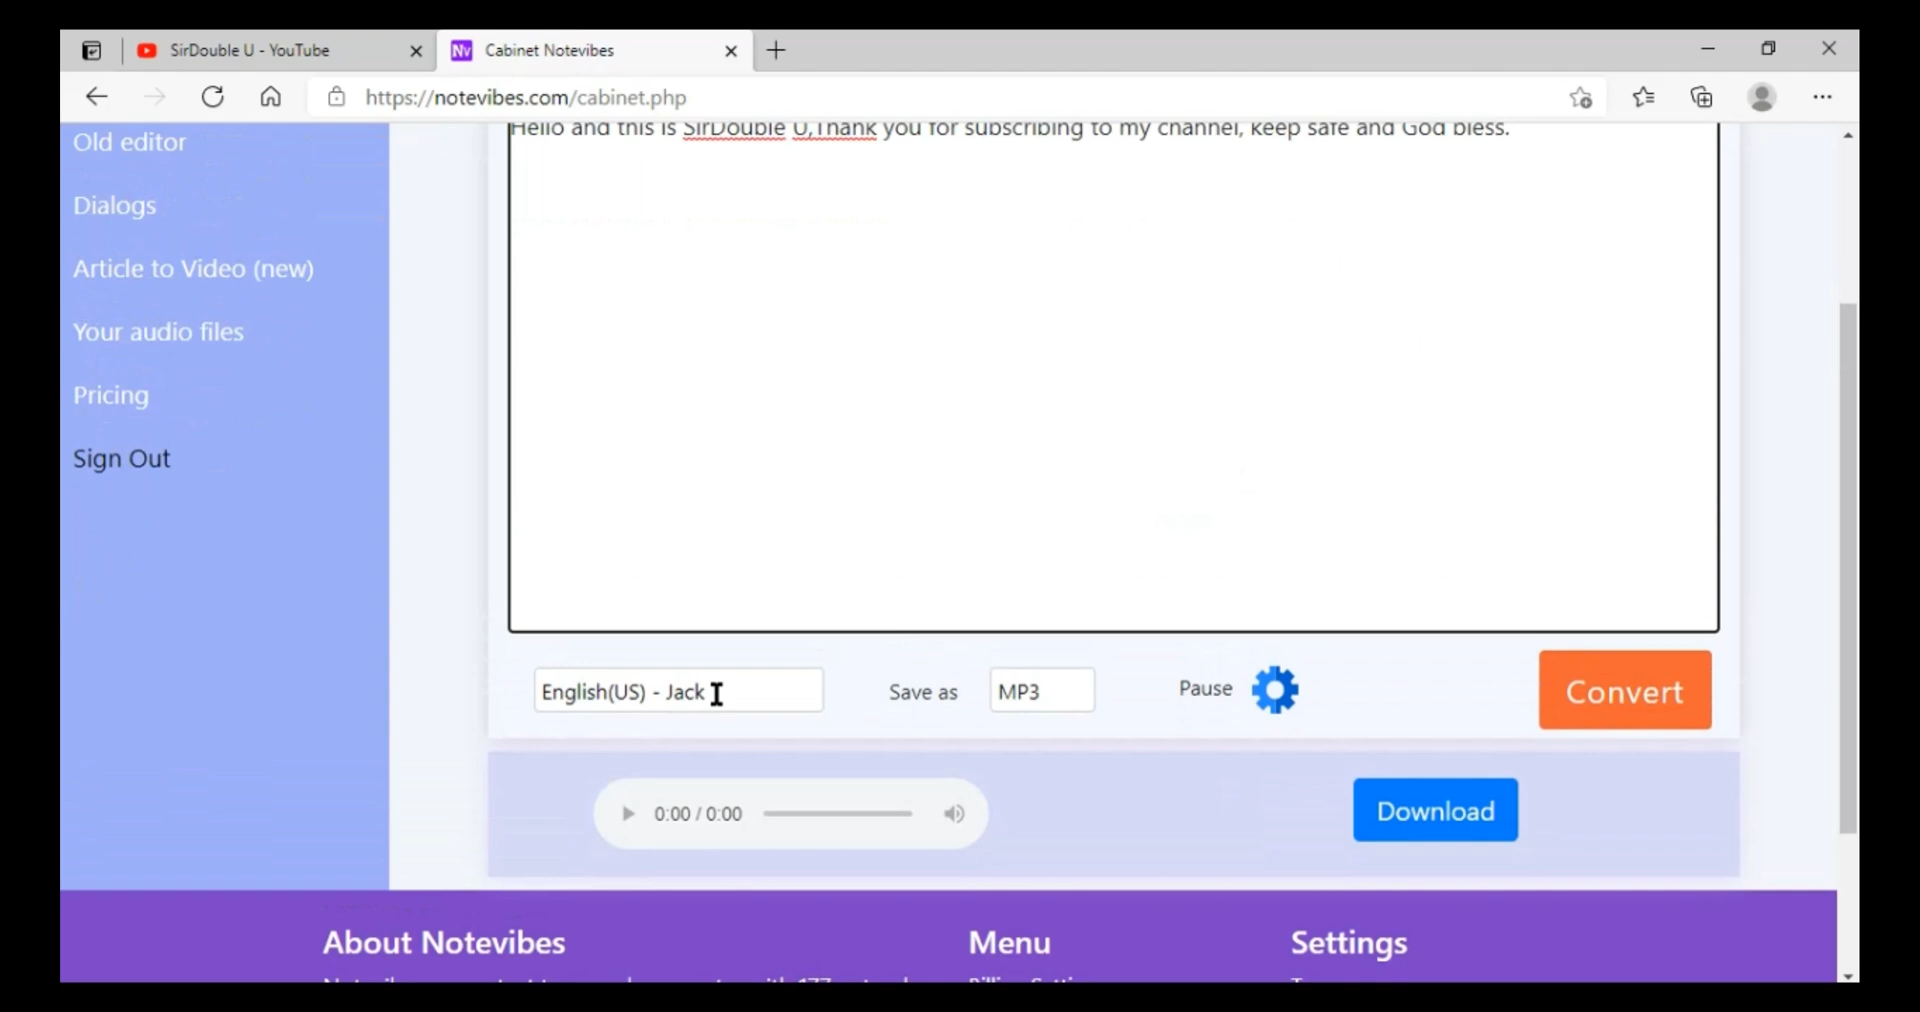 SirDouble U - YouTube
Nv Cabinet Notevibes
https://notevibes.com/cabinet.php
Old editor
Dialogs
Article to Video (new)
Your audio files
Pricing
Sign Out
Hello and this is SirDouble U,Thank you for subscribing to my channel, keep safe and God bless.
English(US) - Jack
Save as
MP3
Pause
Convert
0:00 / 0:00
Download
About Notevibes
Menu
Settings